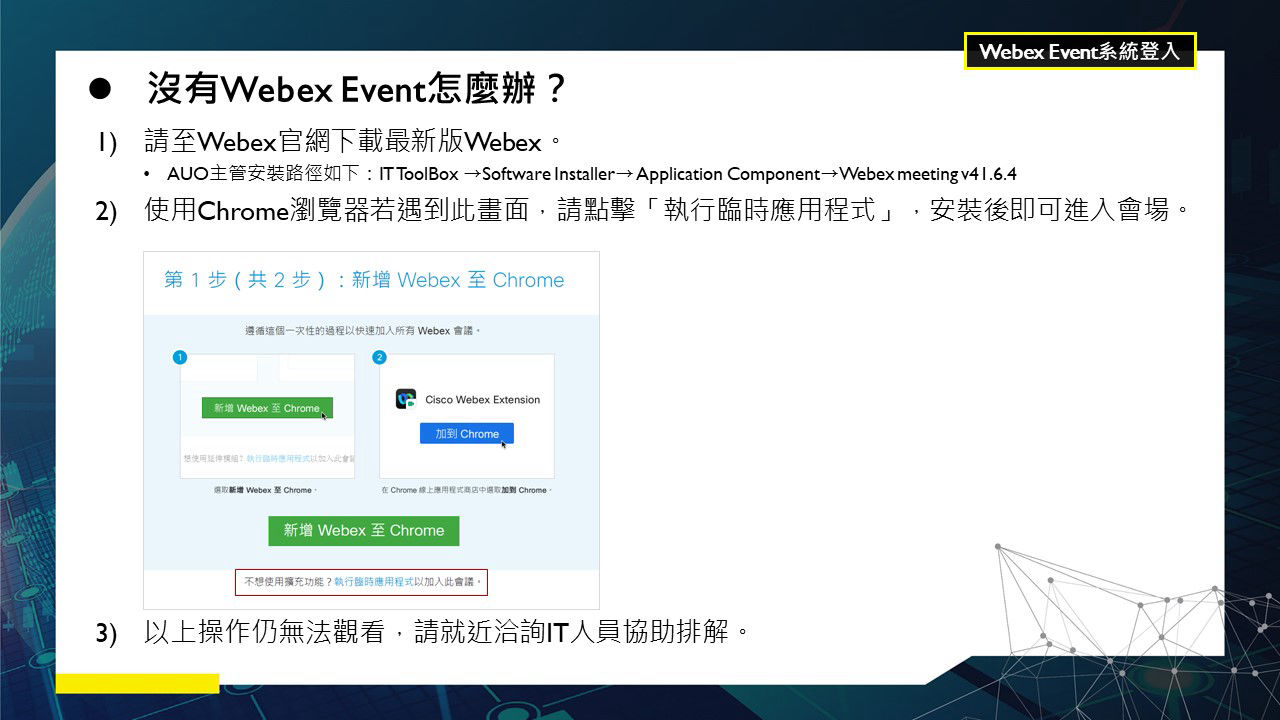 Webex Event系統登入
● 沒有Webex Event怎麼辦？
1) 請至Webex官網下載最新版Webex。
• AUO主管安裝路徑如下：IT ToolBox →Software Installer→ Application Component→Webex meeting v41.6.4
2) 使用Chrome瀏覽器若遇到此畫面，請點擊「執行臨時應用程式」，安裝後即可進入會場。
第 1 步（共 2 步）：新增 Webex 至 Chrome
遵循這個一次性的過程以快速加入所有 Webex 會議。
1
新增 Webex 至 Chrome
想使用延伸模組？執行臨時應用程式以加入此會議
選取新增 Webex 至 Chrome。
2
Cisco Webex Extension
加到 Chrome
在 Chrome 線上應用程式商店中選取加到 Chrome。
新增 Webex 至 Chrome
不想使用擴充功能？執行臨時應用程式以加入此會議。
3) 以上操作仍無法觀看，請就近洽詢IT人員協助排解。